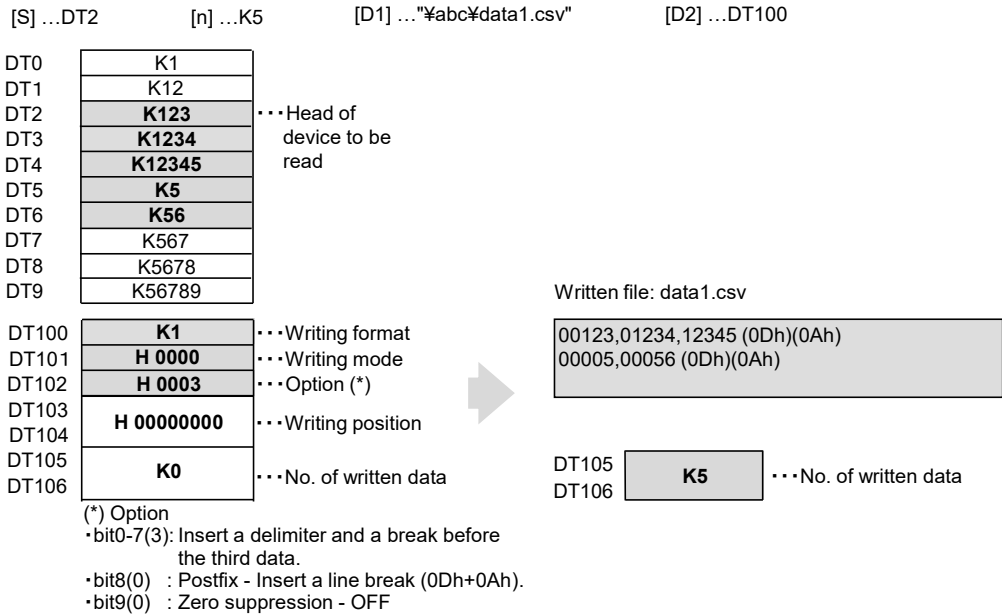 [S] …DT2 [n] …K5 [D1] …"¥abc¥data1.csv" [D2] …DT100
DT0 K1
DT1 K12
DT2 K123 ･･･Head of
DT3 K1234 device to be
DT4 K12345 read
DT5 K5
DT6 K56
DT7 K567
DT8 K5678
DT9 K56789
Written file: data1.csv
DT100 K1 ･･･Writing format
DT101 H 0000 ･･･Writing mode
DT102 H 0003 ･･･Option (*)
DT103
DT104
H 00000000 ･･･Writing position
DT105
DT106
K0 ･･･No. of written data
00123,01234,12345 (0Dh)(0Ah)
00005,00056 (0Dh)(0Ah)
DT105
DT106
K5 ･･･No. of written data
(*) Option
･bit0-7(3): Insert a delimiter and a break before
the third data.
･bit8(0) : Postfix - Insert a line break (0Dh+0Ah).
･bit9(0) : Zero suppression - OFF